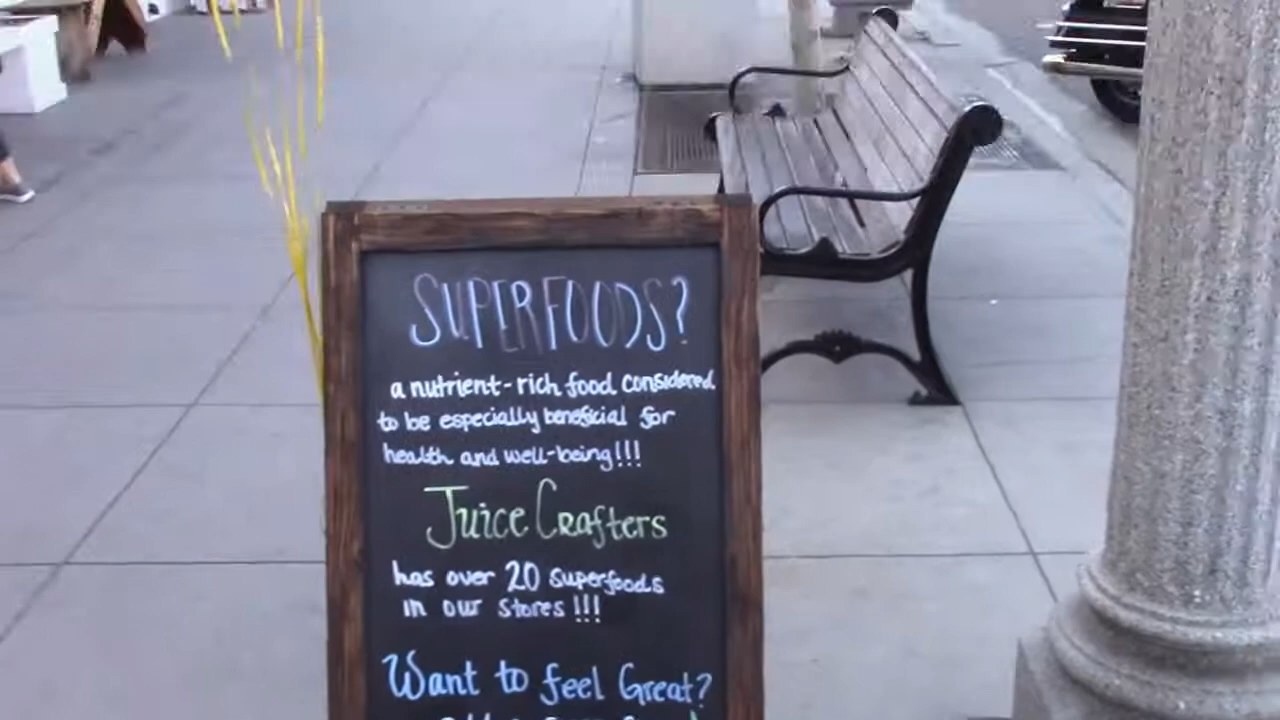 SUPERFOODS?
a nutrient-rich food considered
to be especially beneficial for
health and well-being!!!
Juice Crafters
has over 20 superfoods
in our stores !!!
Want to feel Great?